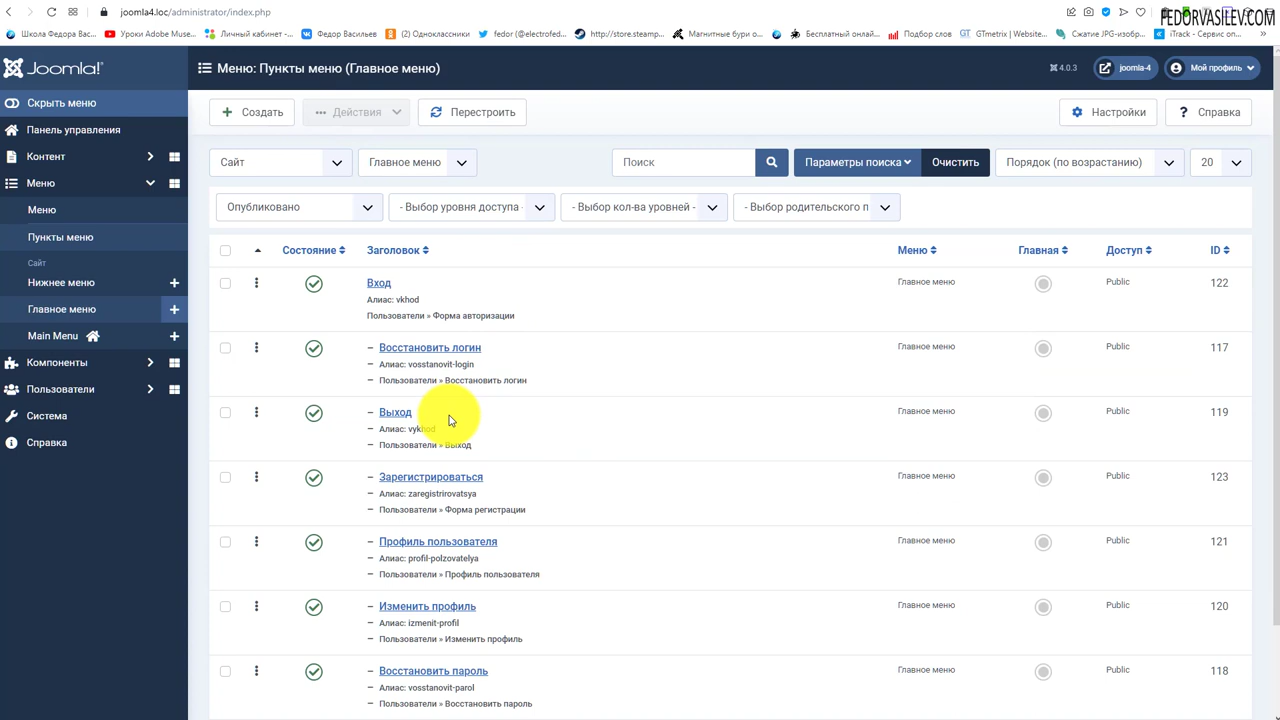 joomla4.loc/administrator/index.php
FEDORVASILEV.COM
Школа Федора Вас... Уроки Adobe Muse... Личный кабинет -... Федор Васильев (2) Одноклассники fedor (@electrofed... http://store.steamp... Магнитные бури о... Бесплатный онлай... Подбор слов GTmetrix | Website... Сжатие JPG-изобр... iTrack - Сервис оп...
Joomla!
Меню: Пункты меню (Главное меню)
4.0.3 joomla-4 Мой профиль
Скрыть меню
Создать Действия Перестроить Настройки Справка
Панель управления
Контент
Меню
Меню
Пункты меню
Сайт
Нижнее меню
Главное меню
Main Menu
Компоненты
Пользователи
Система
Справка
Сайт Главное меню Поиск Параметры поиска Очистить Порядок (по возрастанию) 20
Опубликовано - Выбор уровня доступа - - Выбор кол-ва уровней - - Выбор родительского п
Состояние Заголовок Меню Главная Доступ ID
Вход Главное меню Public 122
Алиас: vkhod
Пользователи » Форма авторизации
– Восстановить логин Главное меню Public 117
– Алиас: vosstanovit-login
– Пользователи » Восстановить логин
– Выход Главное меню Public 119
– Алиас: vykhod
– Пользователи » Выход
– Зарегистрироваться Главное меню Public 123
– Алиас: zaregistrirovatsya
– Пользователи » Форма регистрации
– Профиль пользователя Главное меню Public 121
– Алиас: profil-polzovatelya
– Пользователи » Профиль пользователя
– Изменить профиль Главное меню Public 120
– Алиас: izmenit-profil
– Пользователи » Изменить профиль
– Восстановить пароль Главное меню Public 118
– Алиас: vosstanovit-parol
– Пользователи » Восстановить пароль